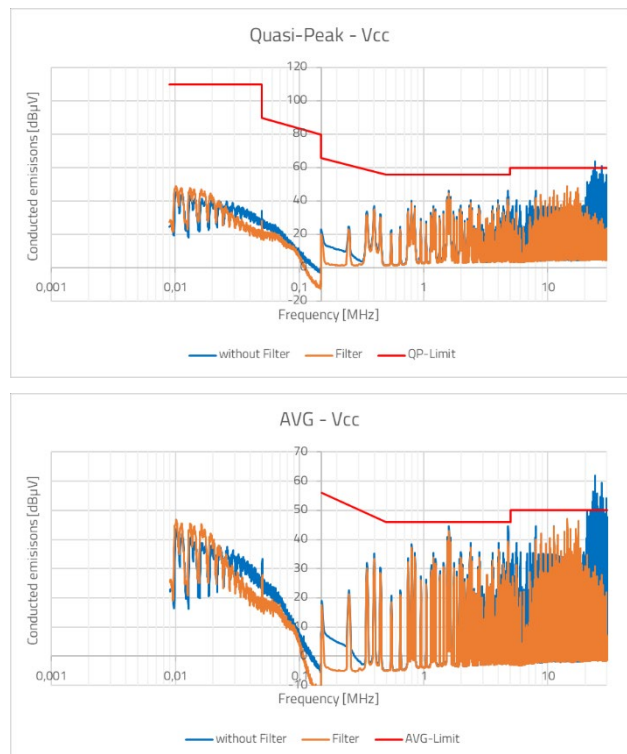 Quasi-Peak - Vcc
Conducted emisisons [dBµV]
120
100
80
60
40
20
0
-20
0,001
0,01
0,1
1
10
Frequency [MHz]
without Filter
Filter
QP-Limit
AVG - Vcc
Conducted emisisons [dBµV]
70
60
50
40
30
20
10
0
-10
0,001
0,01
0,1
1
10
Frequency [MHz]
without Filter
Filter
AVG-Limit